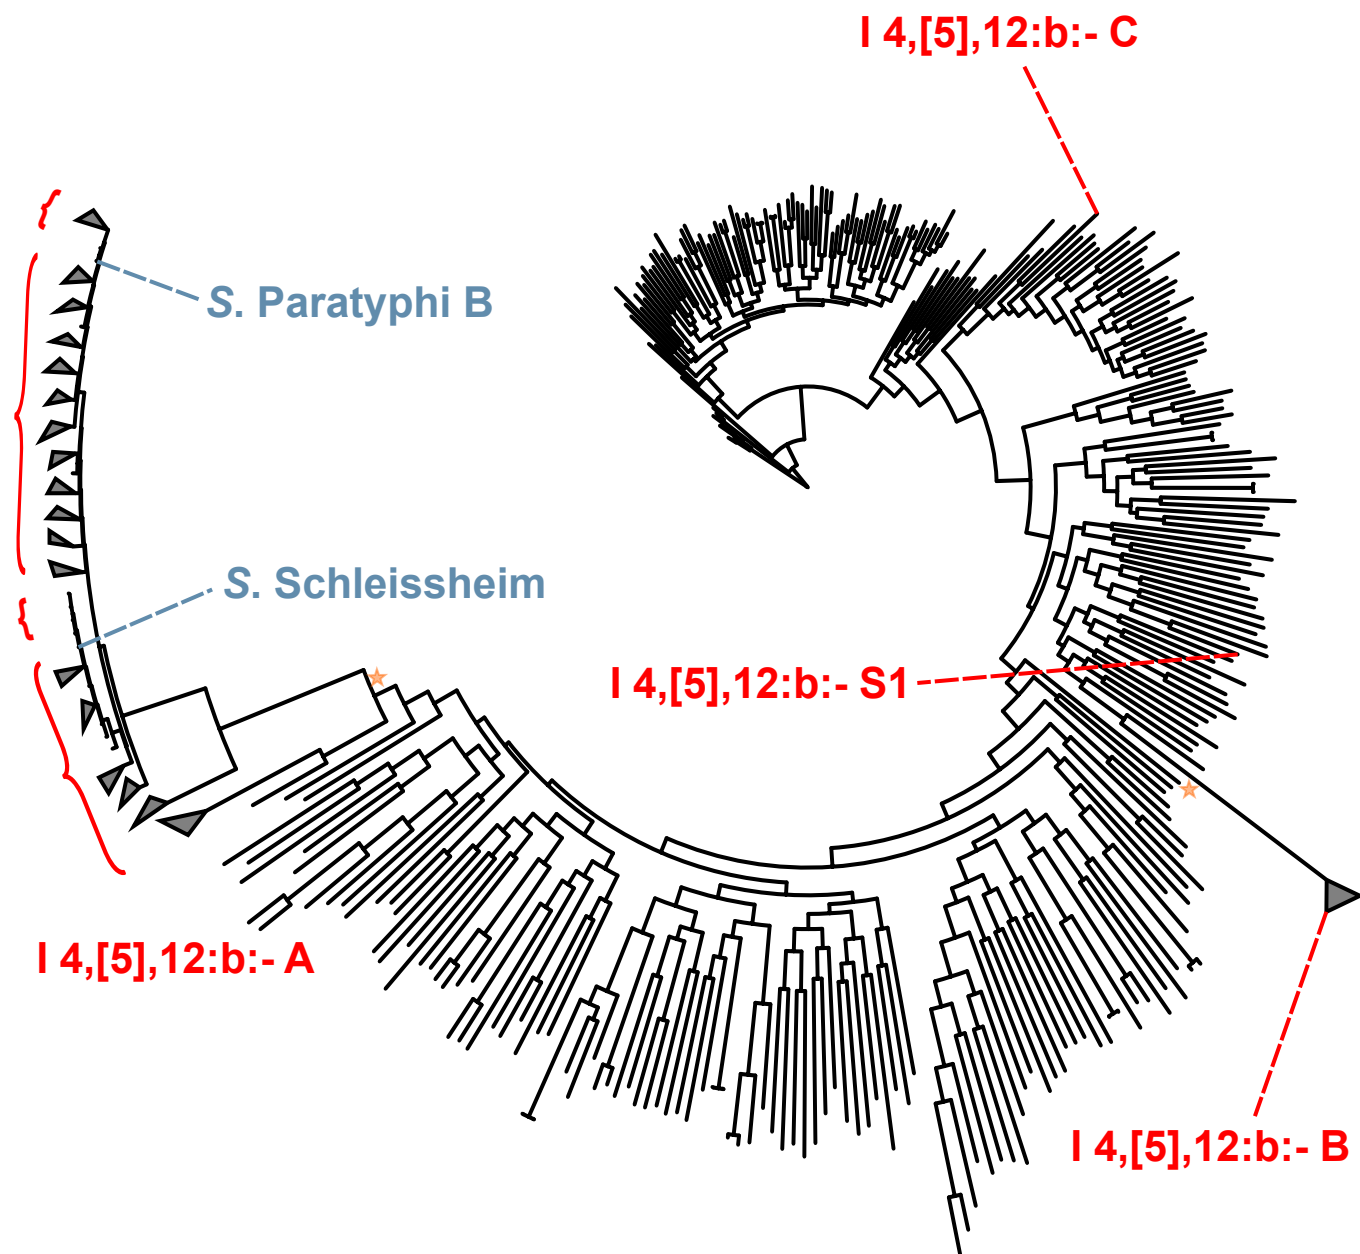 I 4,[5],12:b:- C
S. Paratyphi B
S. Schleissheim
I 4,[5],12:b:- S1
I 4,[5],12:b:- A
I 4,[5],12:b:- B